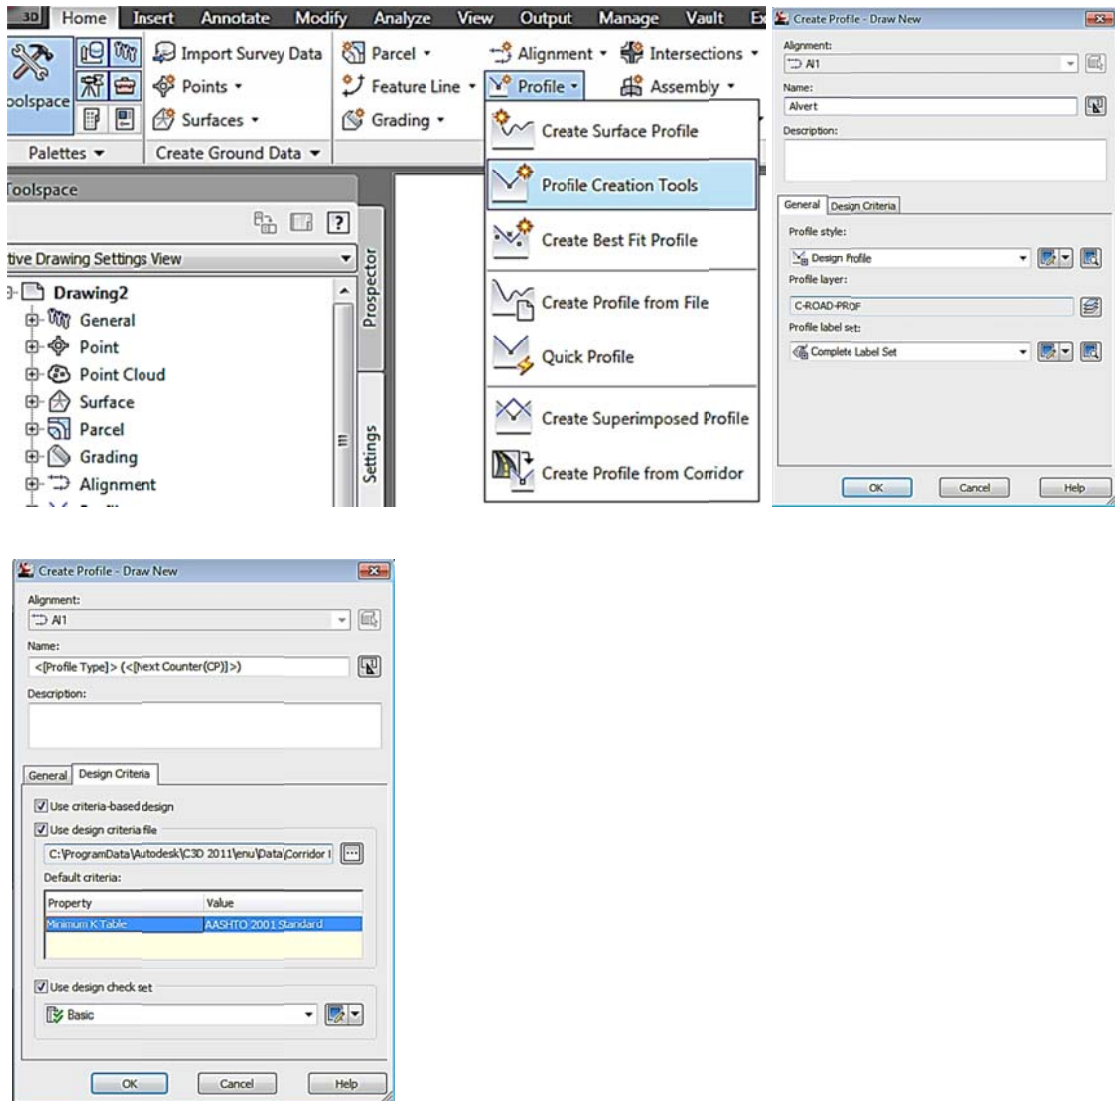 3D Home Insert Annotate Modify Analyze View Output Manage Vault Ex
Import Survey Data Parcel Alignment Intersections
Points Feature Line Profile Assembly
oolspace
Surfaces Grading
Palettes Create Ground Data
Create Surface Profile
Profile Creation Tools
Create Best Fit Profile
Create Profile from File
Quick Profile
Create Superimposed Profile
Create Profile from Corridor
Toolspace
tive Drawing Settings View
Drawing2
General
Point
Point Cloud
Surface
Parcel
Grading
Alignment
Prospector
Settings
Create Profile - Draw New
Alignment:
Al1
Name:
Alvert
Description:
General Design Criteria
Profile style:
Design Profile
Profile layer:
C-ROAD-PROF
Profile label set:
Complete Label Set
OK Cancel Help
Create Profile - Draw New
Alignment:
Al1
Name:
<[Profile Type]> (<[Next Counter(CP)]>)
Description:
General Design Criteria
Use criteria-based design
Use design criteria file
C:\ProgramData\Autodesk\C3D 2011\enu\Data\Corridor
Default criteria:
Property Value
Minimum K Table AASHTO 2001 Standard
Use design check set
Basic
OK Cancel Help